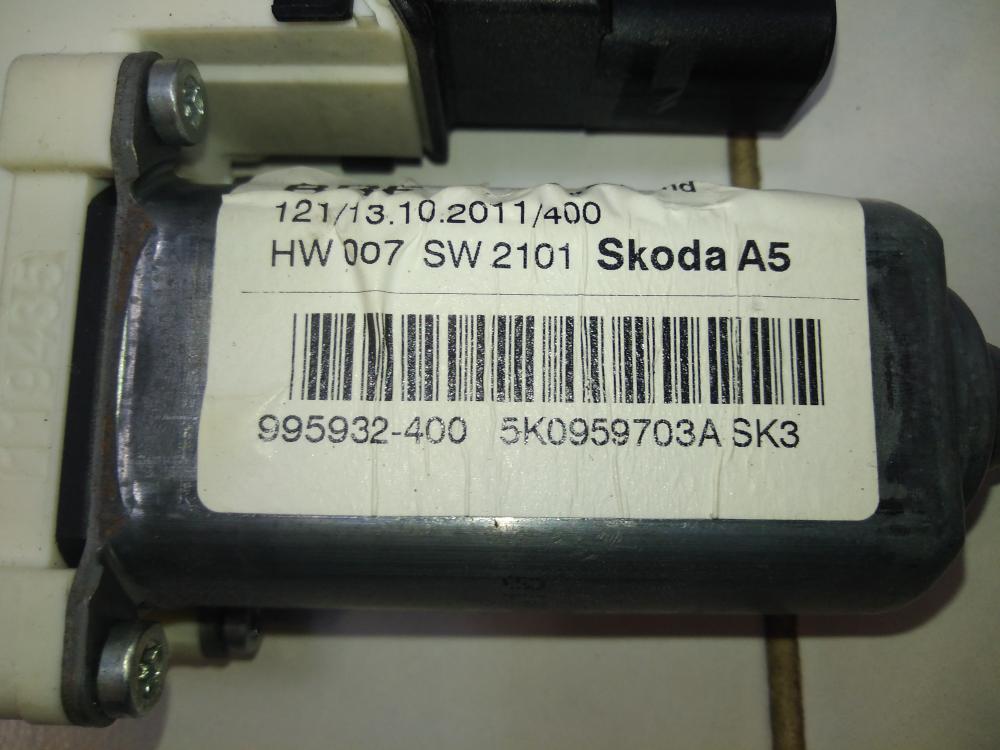 121/13.10.2011/400
HW 007 SW 2101 Skoda A5
995932-400 5K0959703A SK3